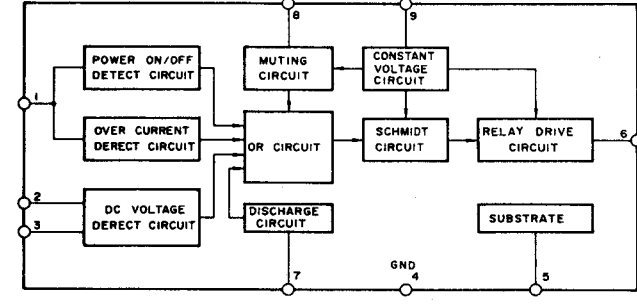 8
9
POWER ON/OFF
DETECT CIRCUIT
MUTING
CIRCUIT
CONSTANT
VOLTAGE
CIRCUIT
1
OVER CURRENT
DERECT CIRCUIT
OR CIRCUIT
SCHMIDT
CIRCUIT
RELAY DRIVE
CIRCUIT
6
2
3
DC VOLTAGE
DERECT CIRCUIT
DISCHARGE
CIRCUIT
SUBSTRATE
GND
7
4
5